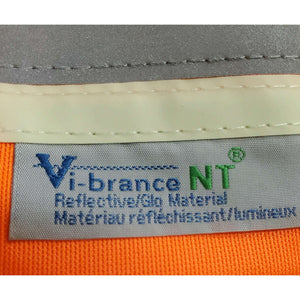 Vi-brance NT®
Reflective/Glo Material
Matériau réfléchissant/lumineux